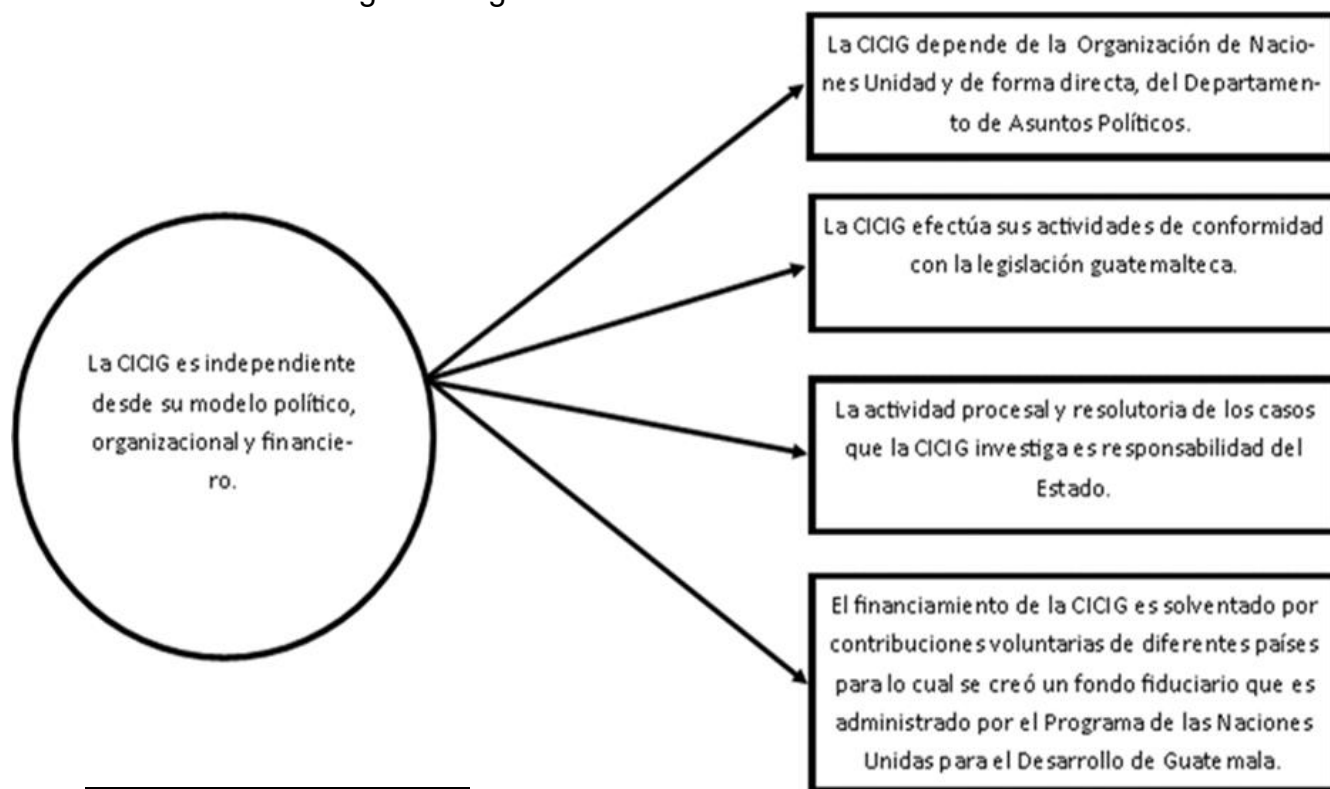 La CICIG depende de la Organización de Nacio-
nes Unidad y de forma directa, del Departamen-
to de Asuntos Políticos.
La CICIG efectúa sus actividades de conformidad
con la legislación guatemalteca.
La CICIG es independiente
desde su modelo político,
organizacional y financie-
ro.
La actividad procesal y resolutoria de los casos
que la CICIG investiga es responsabilidad del
Estado.
El financiamiento de la CICIG es solventado por
contribuciones voluntarias de diferentes países
para lo cual se creó un fondo fiduciario que es
administrado por el Programa de las Naciones
Unidas para el Desarrollo de Guatemala.